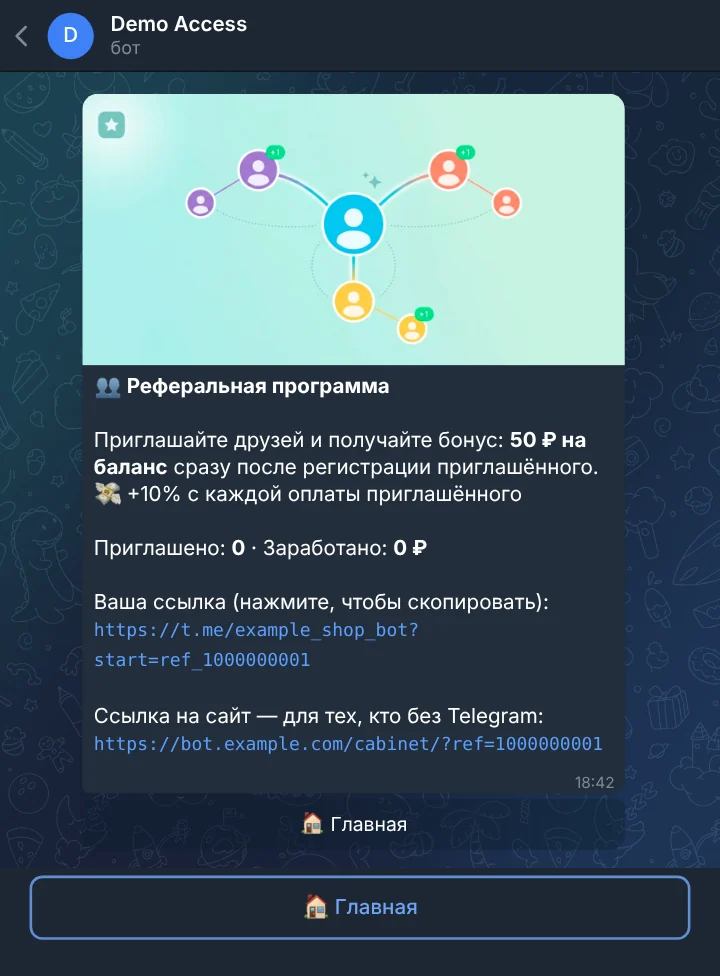 D
Demo Access
бот
+1
+1
+1
👥 Реферальная программа
Приглашайте друзей и получайте бонус: 50 ₽ на
баланс сразу после регистрации приглашённого.
💸 +10% с каждой оплаты приглашённого
Приглашено: 0 · Заработано: 0 ₽
Ваша ссылка (нажмите, чтобы скопировать):
https://t.me/example_shop_bot?
start=ref_1000000001
Ссылка на сайт — для тех, кто без Telegram:
https://bot.example.com/cabinet/?ref=1000000001
18:42
🏠 Главная
🏠 Главная